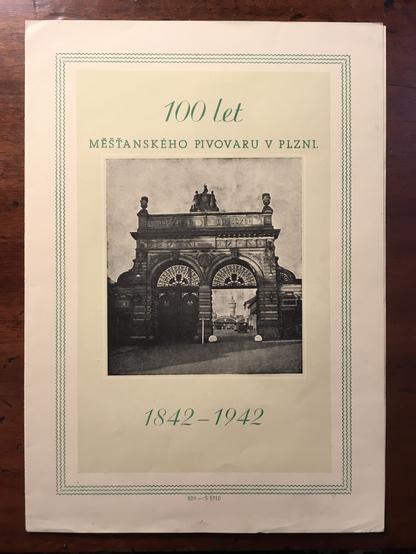 100 let
MĚŠŤANSKÉHO PIVOVARU V PLZNI.
1842–1942